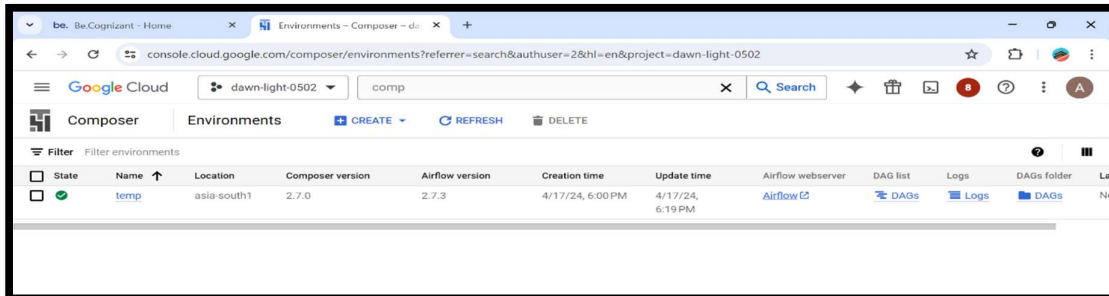 be. Be.Cognizant - Home
Environments – Composer – da
console.cloud.google.com/composer/environments?referrer=search&authuser=2&hl=en&project=dawn-light-0502
Google Cloud dawn-light-0502 comp Search 8 A
Composer Environments CREATE REFRESH DELETE
Filter Filter environments
State Name Location Composer version Airflow version Creation time Update time Airflow webserver DAG list Logs DAGs folder La
temp asia-south1 2.7.0 2.7.3 4/17/24, 6:00 PM 4/17/24, Airflow DAGs Logs DAGs
6:19 PM